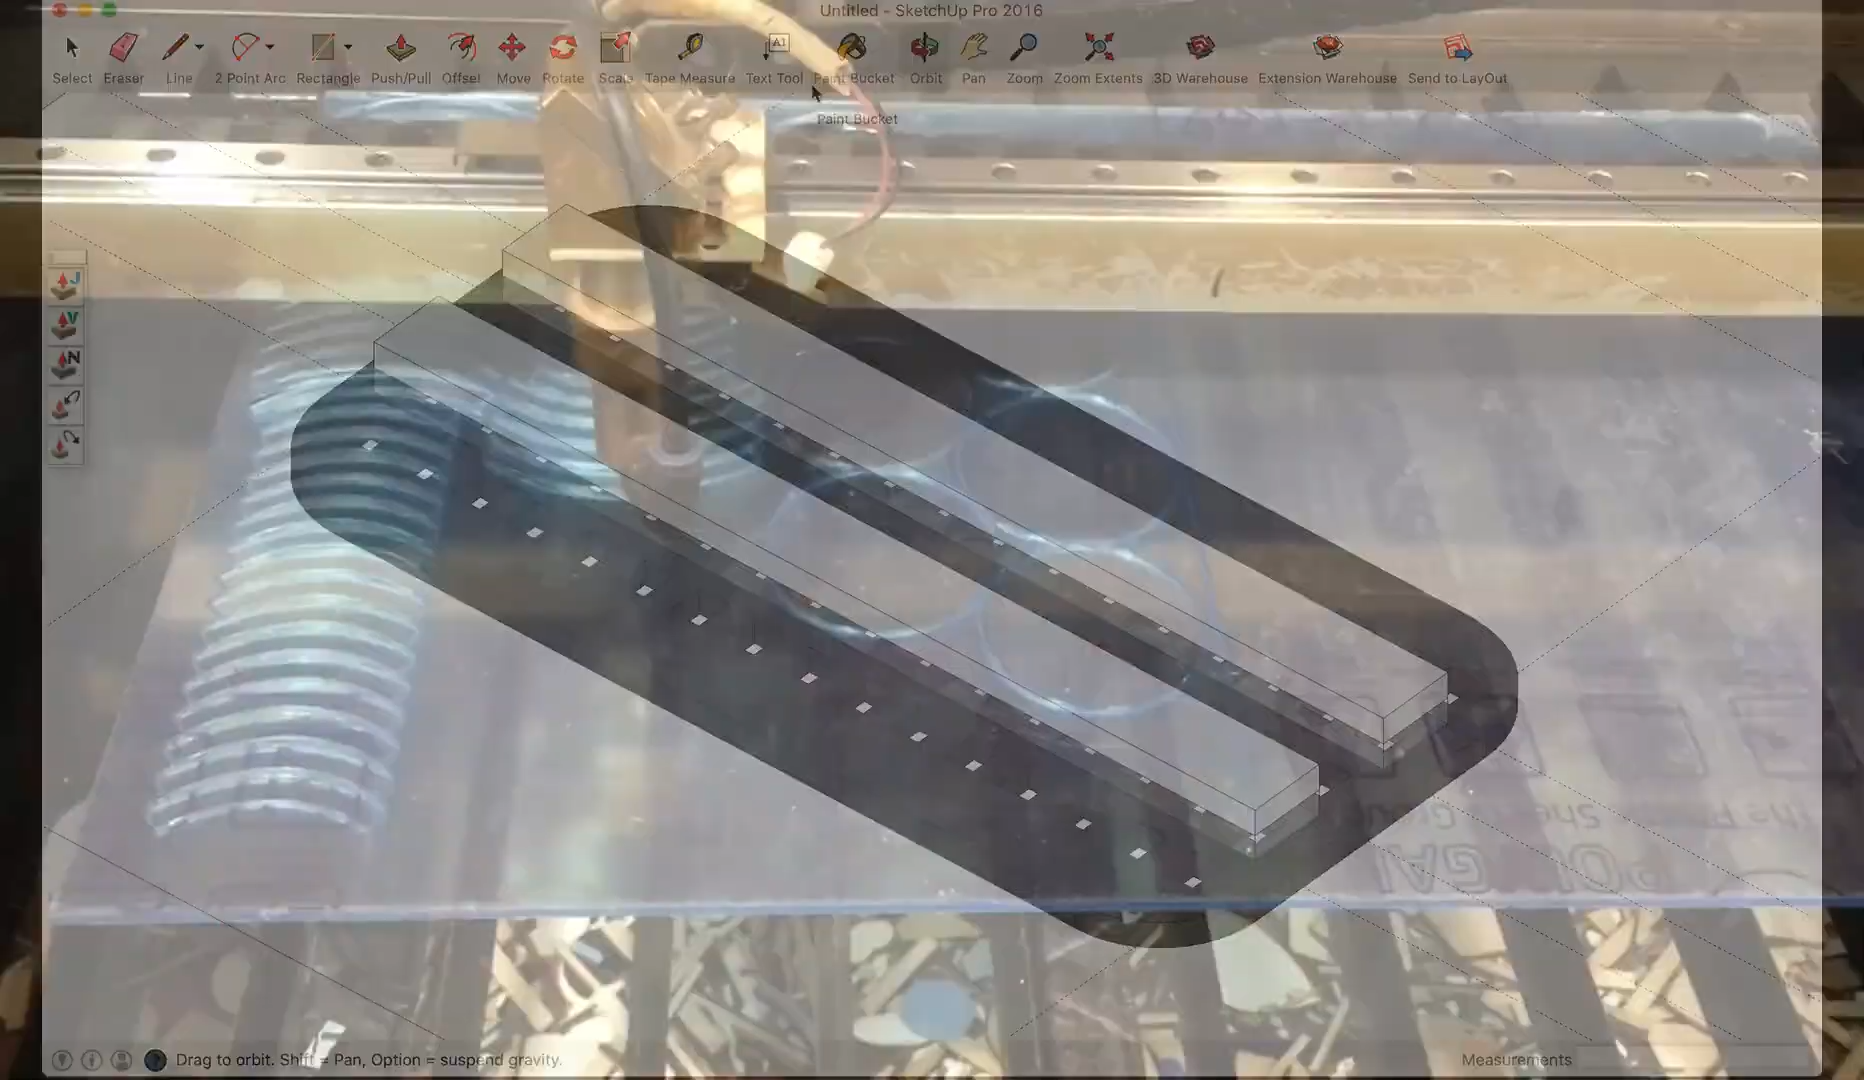 Untitled - SketchUp Pro 2016
Select Eraser Line 2 Point Arc Rectangle Push/Pull Offset Move Rotate Scale Tape Measure Text Tool Paint Bucket Orbit Pan Zoom Zoom Extents 3D Warehouse Extension Warehouse Send to LayOut
A1
Paint Bucket
J
V
N
Drag to orbit. Shift = Pan, Option = suspend gravity.
Measurements